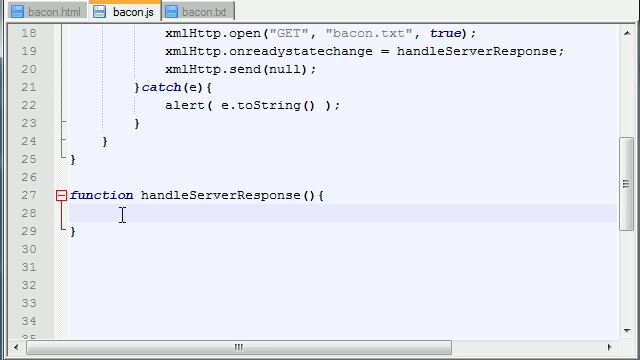 bacon.html bacon.js bacon.txt
18 xmlHttp.open("GET", "bacon.txt", true);
19 xmlHttp.onreadystatechange = handleServerResponse;
20 xmlHttp.send(null);
21 }catch(e){
22 alert( e.toString() );
23 }
24 }
25 }
26
27 function handleServerResponse(){
28
29 }
30
31
32
33
34
35